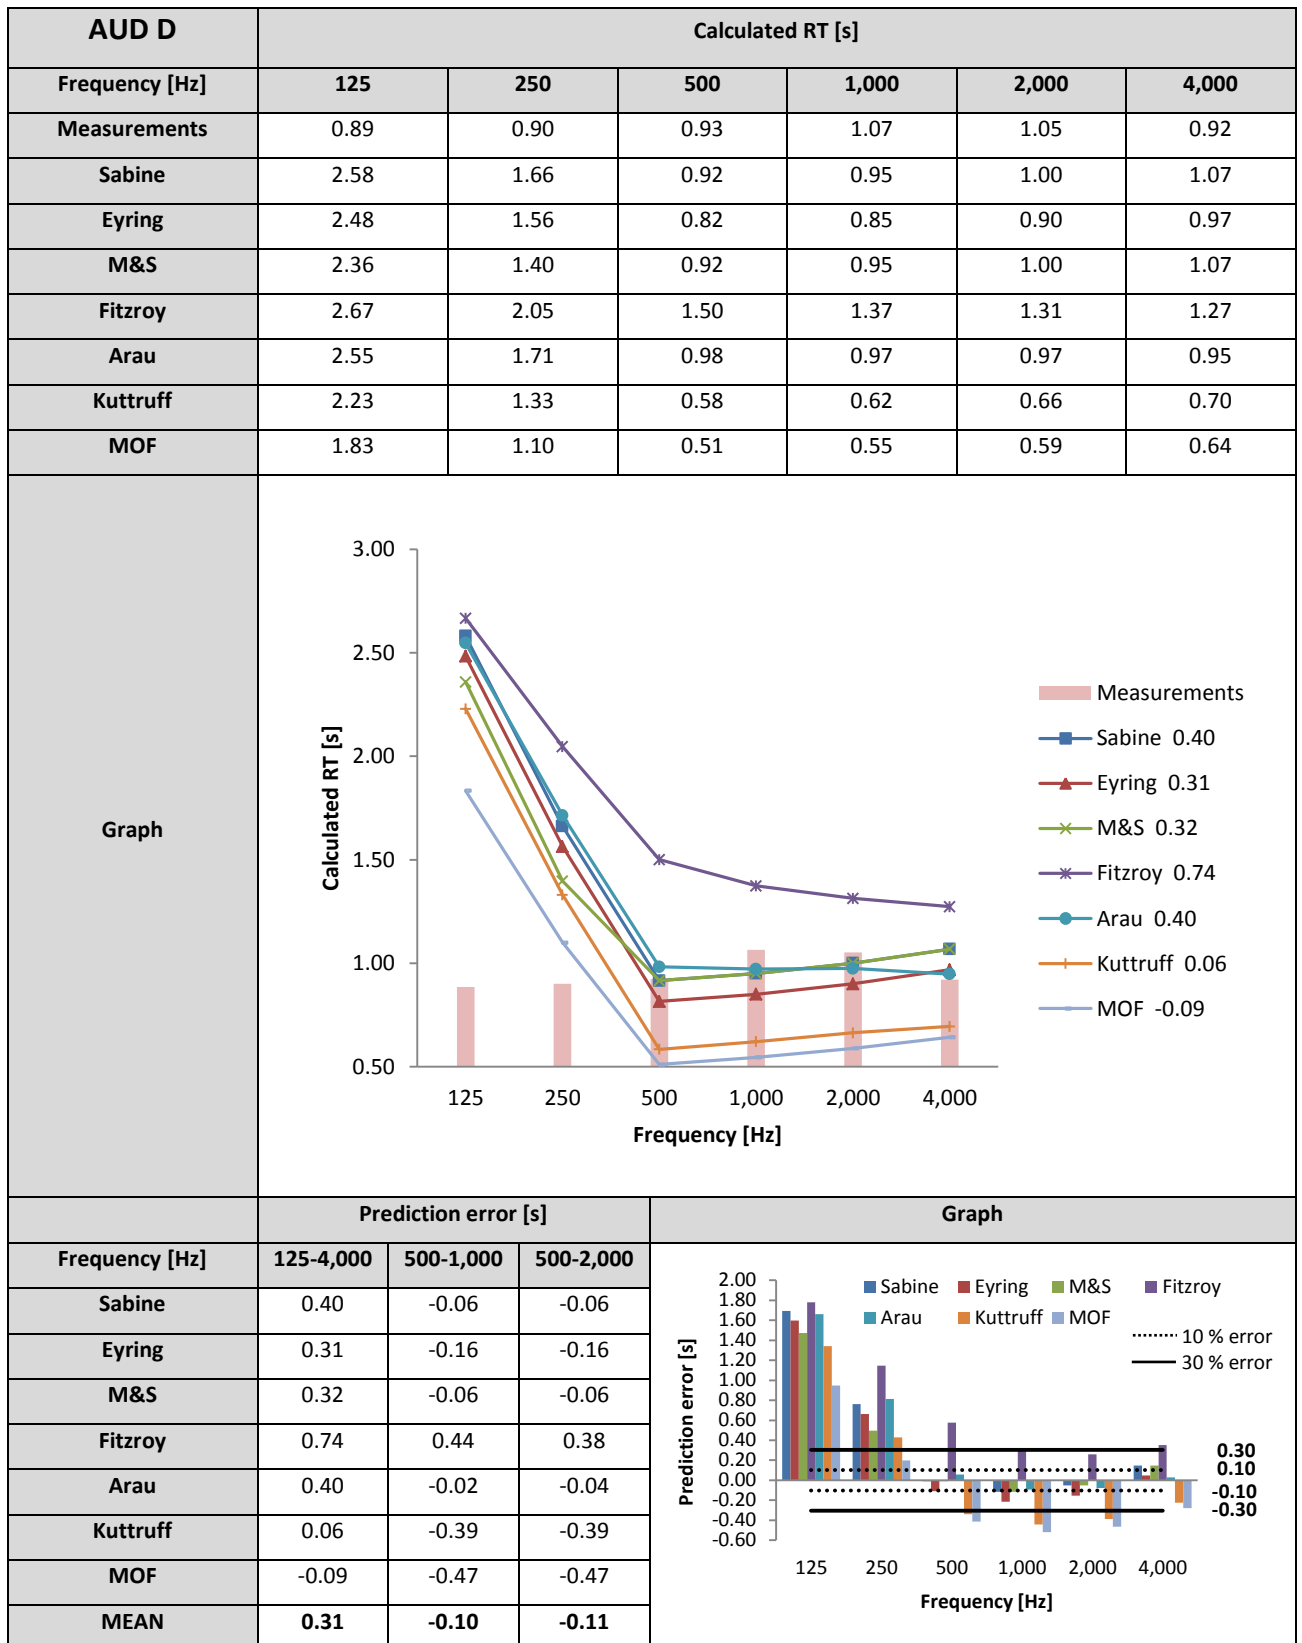 AUD D Calculated RT [s]
Frequency [Hz] 125 250 500 1,000 2,000 4,000
Measurements 0.89 0.90 0.93 1.07 1.05 0.92
Sabine 2.58 1.66 0.92 0.95 1.00 1.07
Eyring 2.48 1.56 0.82 0.85 0.90 0.97
M&S 2.36 1.40 0.92 0.95 1.00 1.07
Fitzroy 2.67 2.05 1.50 1.37 1.31 1.27
Arau 2.55 1.71 0.98 0.97 0.97 0.95
Kuttruff 2.23 1.33 0.58 0.62 0.66 0.70
MOF 1.83 1.10 0.51 0.55 0.59 0.64
Graph
Calculated RT [s]
3.00
2.50
2.00
1.50
1.00
0.50
125 250 500 1,000 2,000 4,000
Frequency [Hz]
Measurements
Sabine 0.40
Eyring 0.31
M&S 0.32
Fitzroy 0.74
Arau 0.40
Kuttruff 0.06
MOF -0.09
Prediction error [s] Graph
Frequency [Hz] 125-4,000 500-1,000 500-2,000
Sabine 0.40 -0.06 -0.06
Eyring 0.31 -0.16 -0.16
M&S 0.32 -0.06 -0.06
Fitzroy 0.74 0.44 0.38
Arau 0.40 -0.02 -0.04
Kuttruff 0.06 -0.39 -0.39
MOF -0.09 -0.47 -0.47
MEAN 0.31 -0.10 -0.11
Prediction error [s]
2.00
1.80
1.60
1.40
1.20
1.00
0.80
0.60
0.40
0.20
0.00
-0.20
-0.40
-0.60
Sabine Eyring M&S Fitzroy
Arau Kuttruff MOF
10 % error
30 % error
0.30
0.10
-0.10
-0.30
125 250 500 1,000 2,000 4,000
Frequency [Hz]